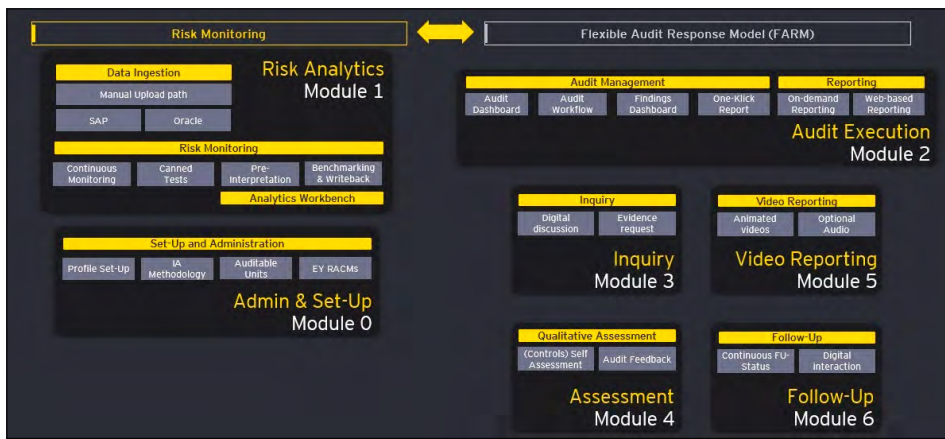 Risk Monitoring
Flexible Audit Response Model (FARM)
Data Ingestion
Manual Upload path
SAP
Oracle
Risk Analytics
Module 1
Risk Monitoring
Continuous
Monitoring
Canned
Tests
Pre-
Interpretation
Benchmarking
& Writeback
Analytics Workbench
Set-Up and Administration
Profile Set-Up
IA
Methodology
Auditable
Units
EY RACMs
Admin & Set-Up
Module 0
Audit Management
Reporting
Audit
Dashboard
Audit
Workflow
Findings
Dashboard
One-Klick
Report
On-demand
Reporting
Web-based
Reporting
Audit Execution
Module 2
Inquiry
Digital
discussion
Evidence
request
Inquiry
Module 3
Video Reporting
Animated
videos
Optional
Audio
Video Reporting
Module 5
Qualitative Assessment
(Controls) Self
Assessment
Audit Feedback
Assessment
Module 4
Follow-Up
Continuous FU-
Status
Digital
interaction
Follow-Up
Module 6